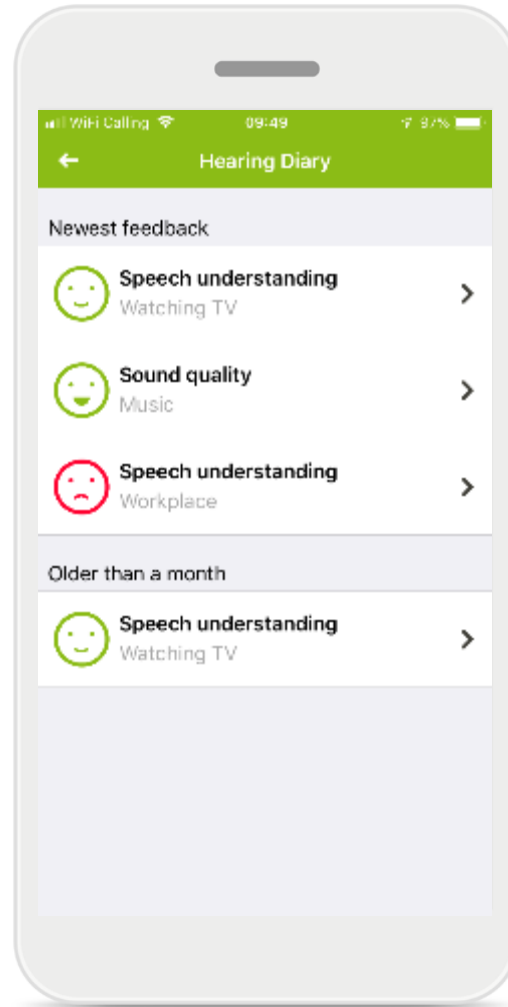 WiFi Calling 09:49 97%
Hearing Diary
Newest feedback
Speech understanding
Watching TV
Sound quality
Music
Speech understanding
Workplace
Older than a month
Speech understanding
Watching TV